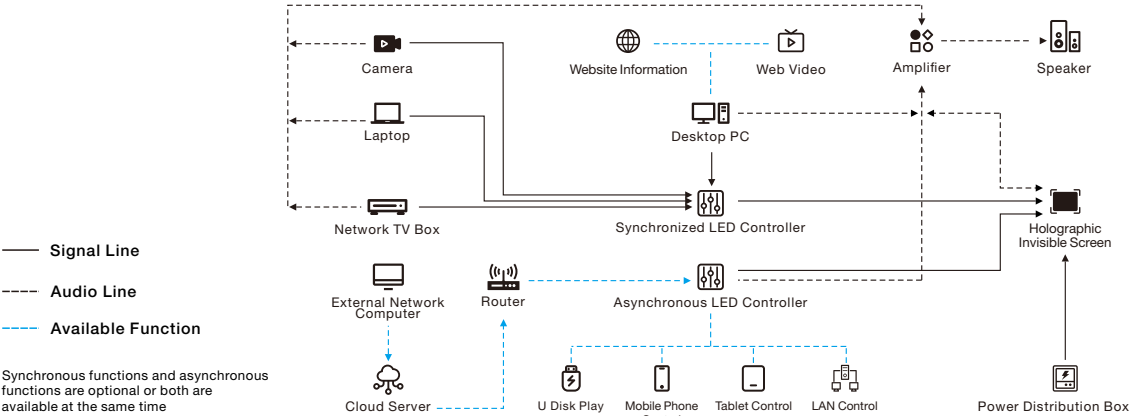 Camera
Website Information
Web Video
Amplifier
Speaker
Laptop
Desktop PC
Network TV Box
Synchronized LED Controller
Holographic
Invisible Screen
Signal Line
Audio Line
Available Function
External Network
Computer
Router
Asynchronous LED Controller
Synchronous functions and asynchronous
functions are optional or both are
available at the same time
Cloud Server
U Disk Play
Mobile Phone
Tablet Control
LAN Control
Power Distribution Box